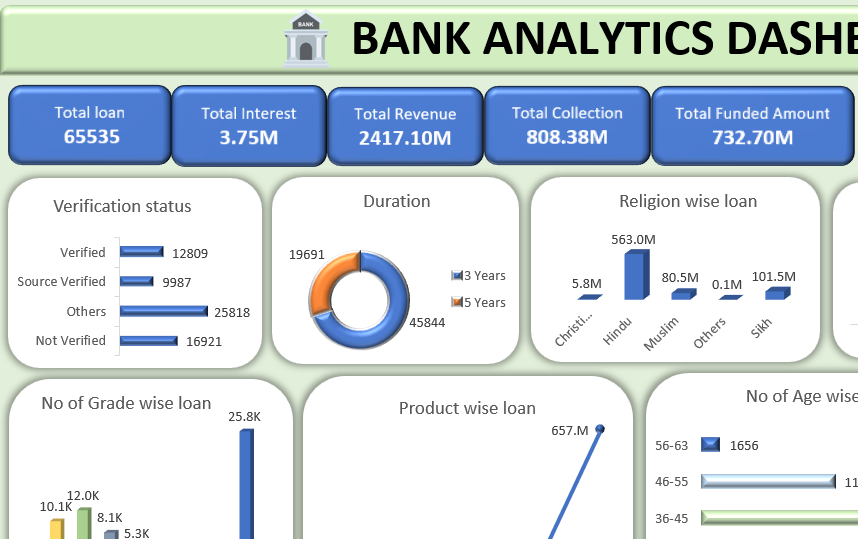 BANK
BANK ANALYTICS DASHB
Total loan
65535
Total Interest
3.75M
Total Revenue
2417.10M
Total Collection
808.38M
Total Funded Amount
732.70M
Verification status
Verified 12809
Source Verified 9987
Others 25818
Not Verified 16921
Duration
19691
45844
3 Years
5 Years
Religion wise loan
5.8M
563.0M
80.5M
0.1M
101.5M
Christi...
Hindu
Muslim
Others
Sikh
No of Grade wise loan
10.1K
12.0K
8.1K
5.3K
25.8K
Product wise loan
657.M
No of Age wise
56-63 1656
46-55 11
36-45